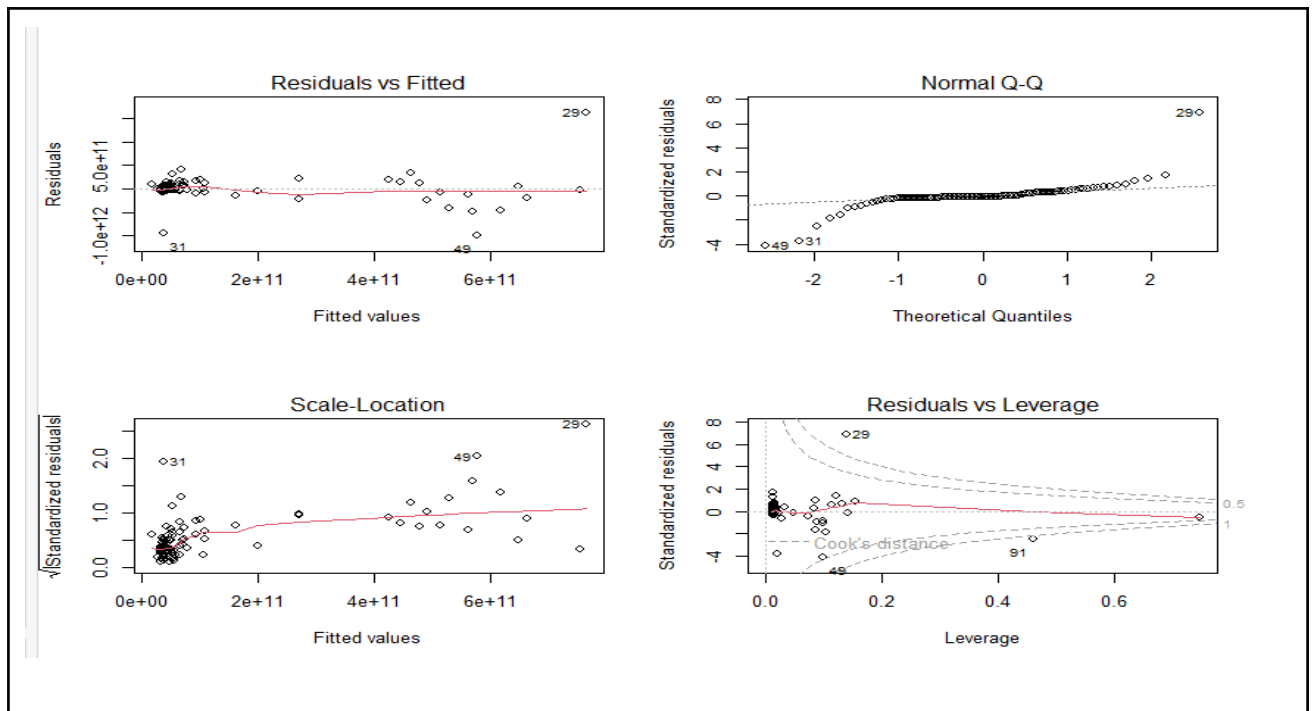 Residuals vs Fitted
Residuals
5.0e+11
-1.0e+12
29
31
49
0e+00 2e+11 4e+11 6e+11
Fitted values
Normal Q-Q
Standardized residuals
8
6
4
2
0
-4
29
49
31
-2 -1 0 1 2
Theoretical Quantiles
Scale-Location
√|Standardized residuals|
2.0
1.0
0.0
29
49
31
0e+00 2e+11 4e+11 6e+11
Fitted values
Residuals vs Leverage
Standardized residuals
8
6
4
2
0
-4
29
0.5
1
Cook's distance
91
49
0.0 0.2 0.4 0.6
Leverage